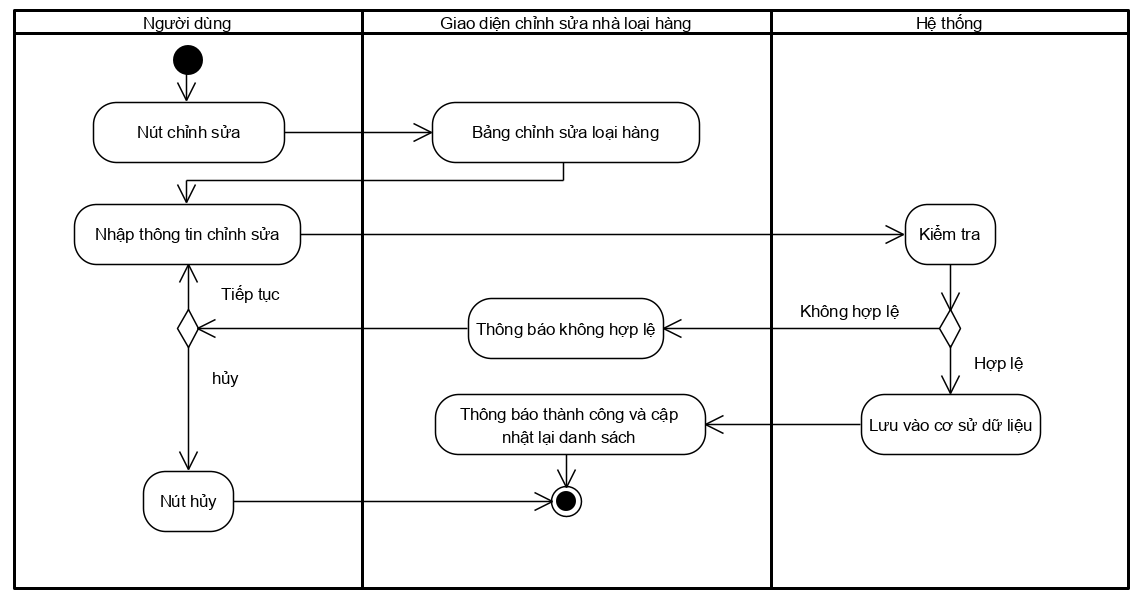 Người dùng
Giao diện chỉnh sửa nhà loại hàng
Hệ thống
Nút chỉnh sửa
Bảng chỉnh sửa loại hàng
Nhập thông tin chỉnh sửa
Kiểm tra
Tiếp tục
Không hợp lệ
Thông báo không hợp lệ
Hợp lệ
hủy
Thông báo thành công và cập
nhật lại danh sách
Lưu vào cơ sử dữ liệu
Nút hủy